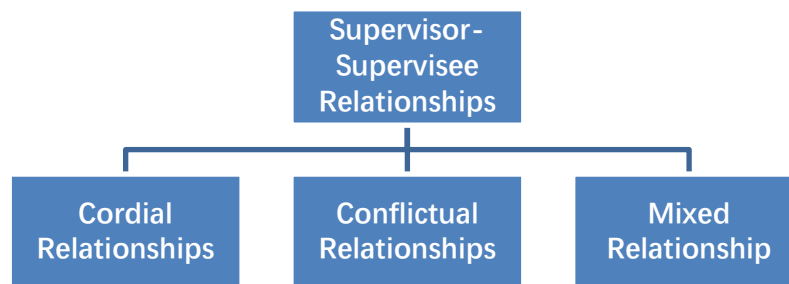 Supervisor-
Supervisee
Relationships
Cordial
Relationships
Conflictual
Relationships
Mixed
Relationship